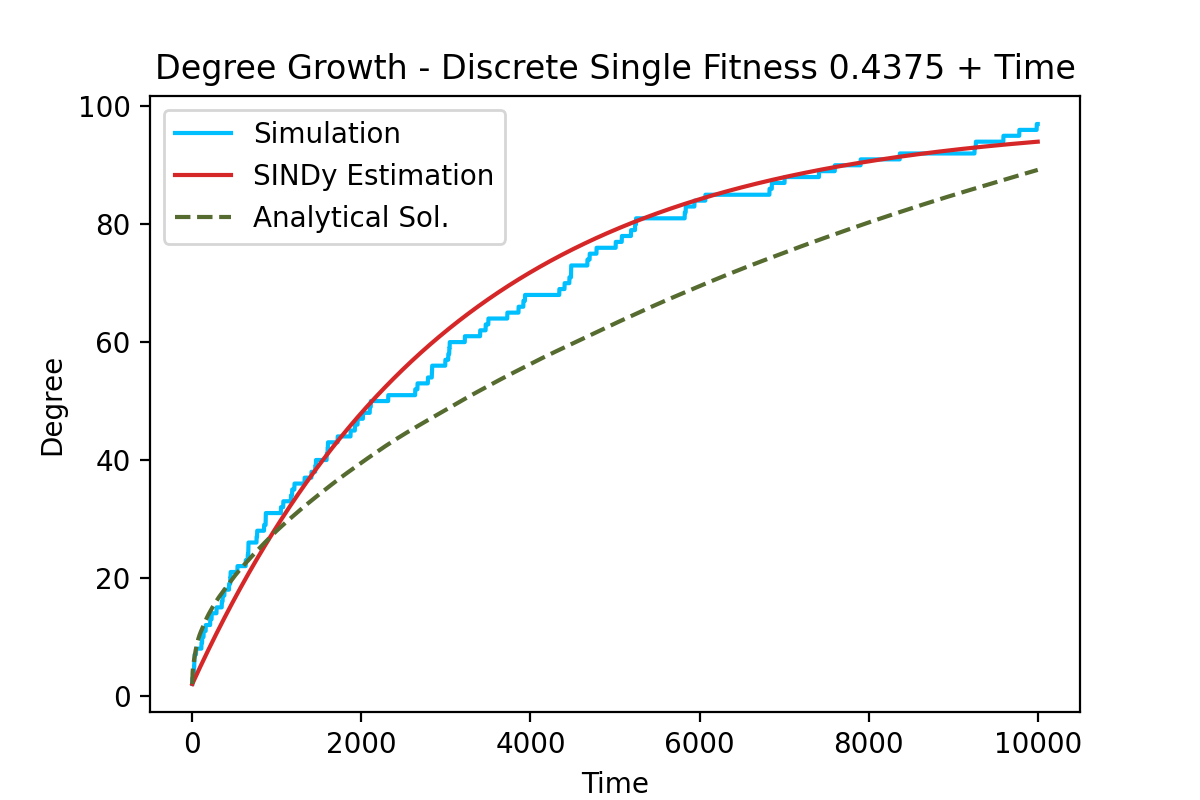 Degree Growth - Discrete Single Fitness 0.4375 + Time
100
80
60
40
20
0
Degree
Simulation
SINDy Estimation
Analytical Sol.
0 2000 4000 6000 8000 10000
Time